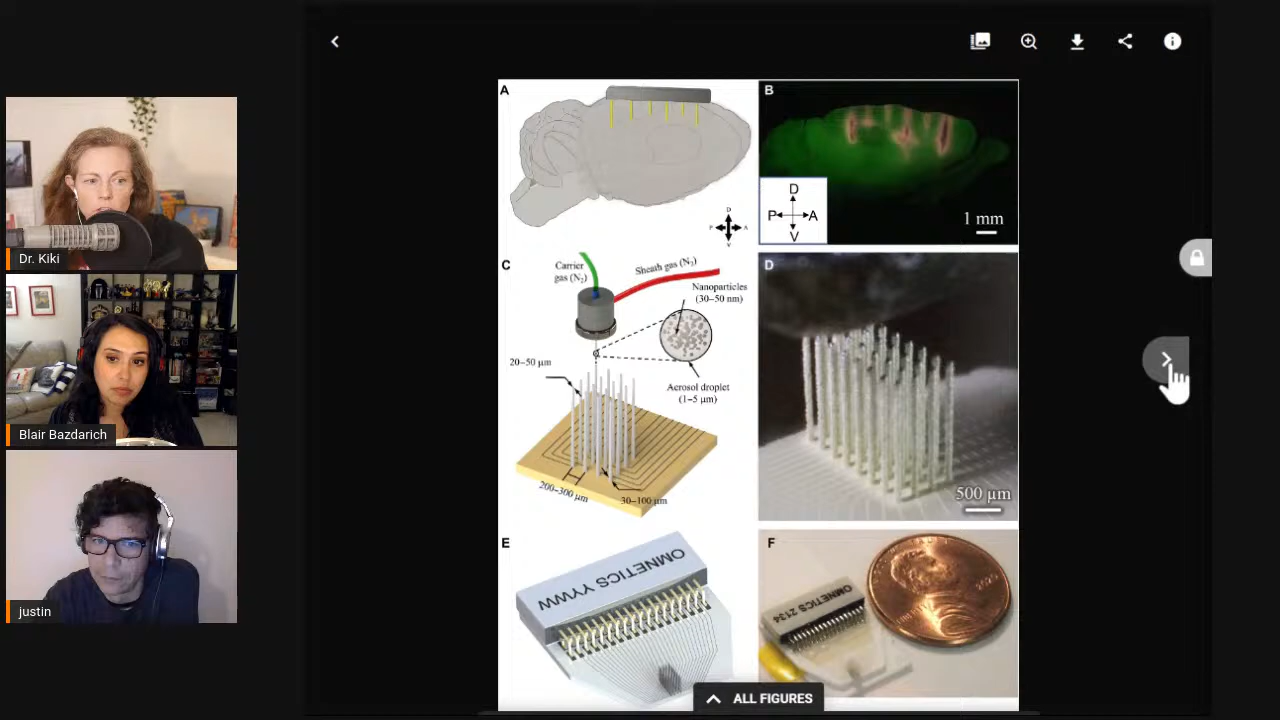 Dr. Kiki
Blair Bazdarich
justin
A
D
P
A
V
B
D
P
A
V
1 mm
C
Carrier
gas (N₂)
Sheath gas (N₂)
Nanoparticles
(30–50 nm)
20–50 μm
Aerosol droplet
(1–5 μm)
200–300 μm
30–100 μm
D
500 μm
E
OMNETICS YYWW
F
OMNETICS 2134
ALL FIGURES